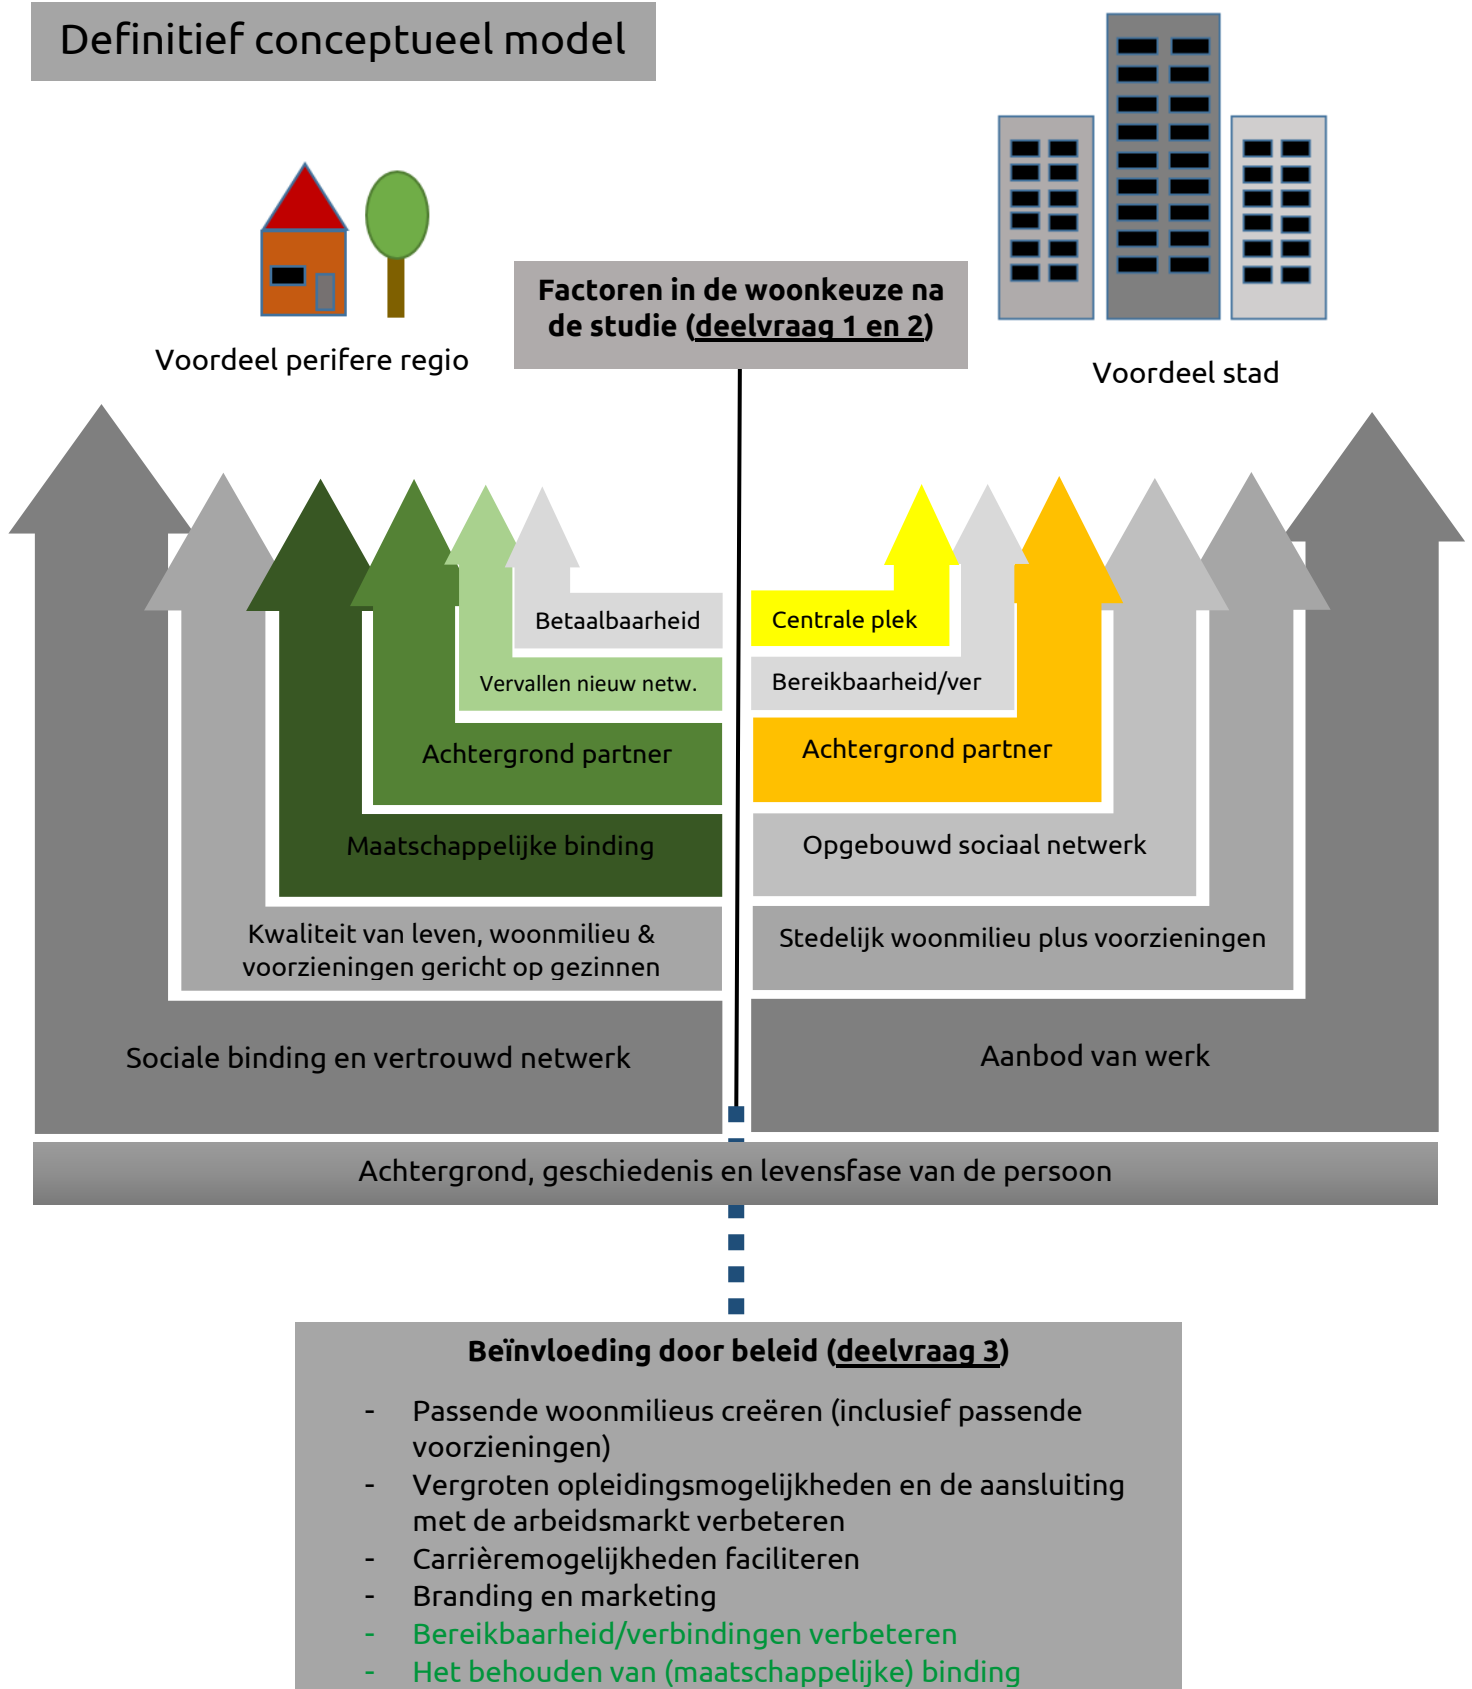 Definitief conceptueel model
Factoren in de woonkeuze na
de studie (deelvraag 1 en 2)
Voordeel perifere regio
Voordeel stad
Betaalbaarheid
Vervallen nieuw netw.
Achtergrond partner
Maatschappelijke binding
Kwaliteit van leven, woonmilieu &
voorzieningen gericht op gezinnen
Sociale binding en vertrouwd netwerk
Centrale plek
Bereikbaarheid/ver
Achtergrond partner
Opgebouwd sociaal netwerk
Stedelijk woonmilieu plus voorzieningen
Aanbod van werk
Achtergrond, geschiedenis en levensfase van de persoon
Beïnvloeding door beleid (deelvraag 3)
- Passende woonmilieus creëren (inclusief passende
voorzieningen)
- Vergroten opleidingsmogelijkheden en de aansluiting
met de arbeidsmarkt verbeteren
- Carrièremogelijkheden faciliteren
- Branding en marketing
- Bereikbaarheid/verbindingen verbeteren
- Het behouden van (maatschappelijke) binding